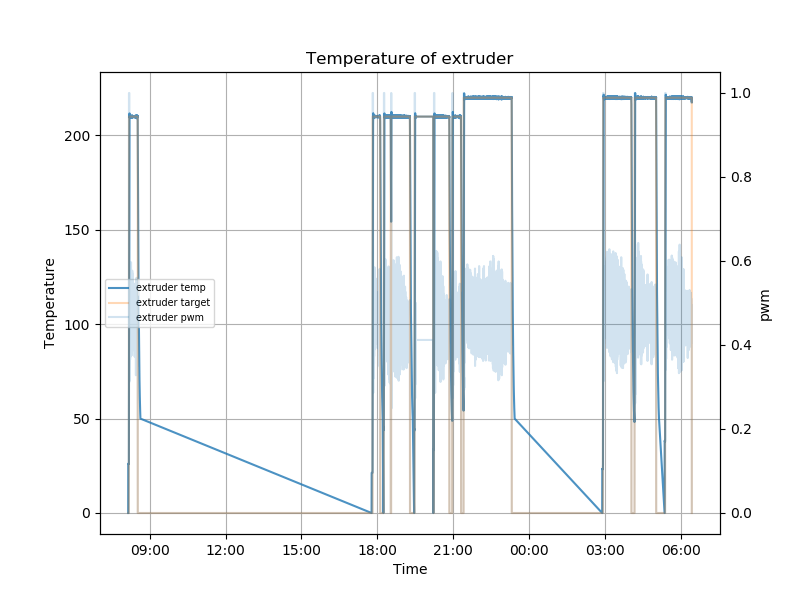 Temperature of extruder
200
150
100
50
0
Temperature
1.0
0.8
0.6
0.4
0.2
0.0
pwm
extruder temp
extruder target
extruder pwm
09:00 12:00 15:00 18:00 21:00 00:00 03:00 06:00
Time